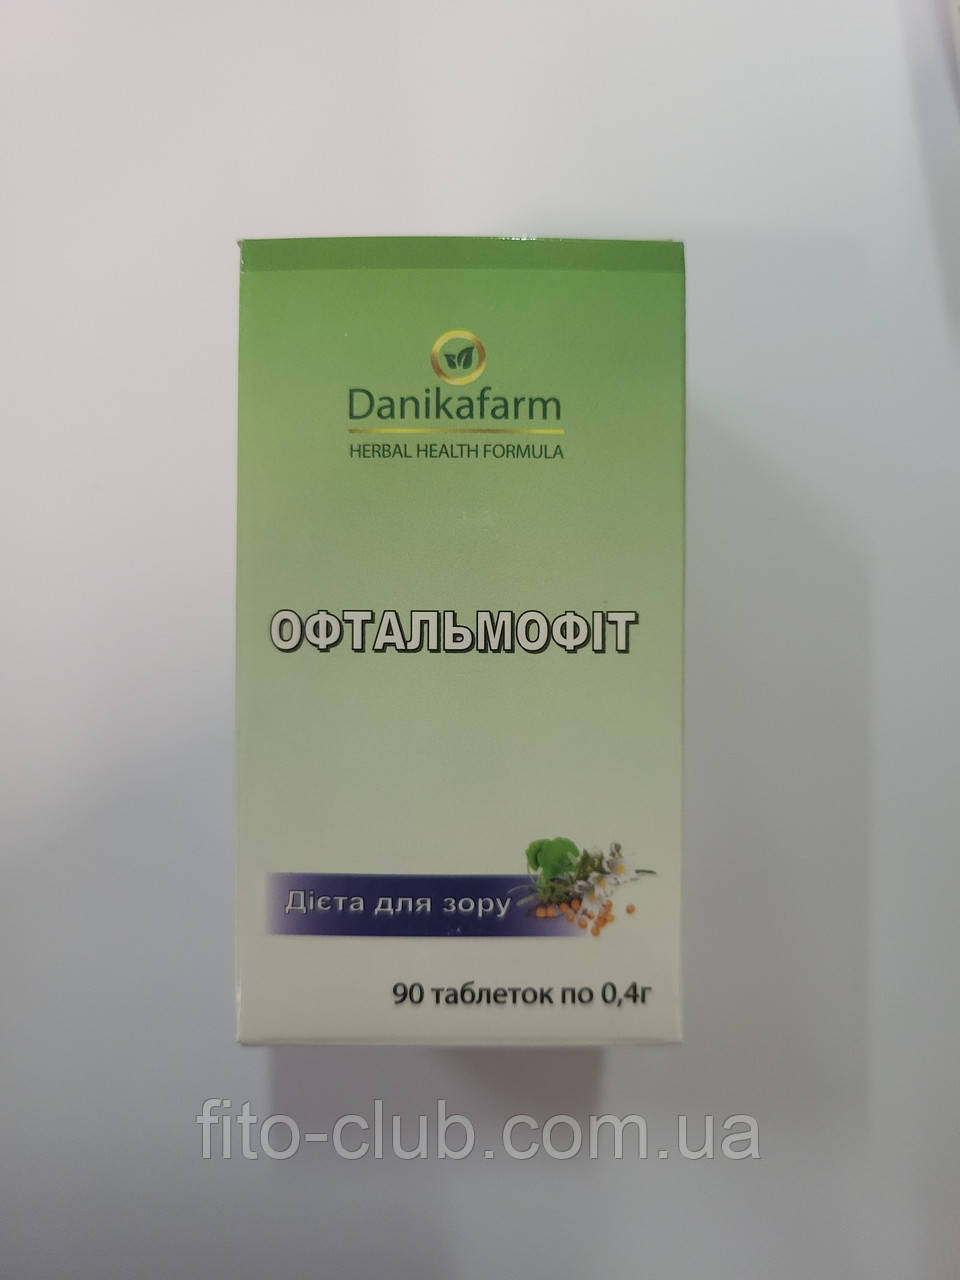 Danikafarm
HERBAL HEALTH FORMULA
ОФТАЛЬМОФІТ
Дієта для зору
90 таблеток по 0,4г
fito-club.com.ua